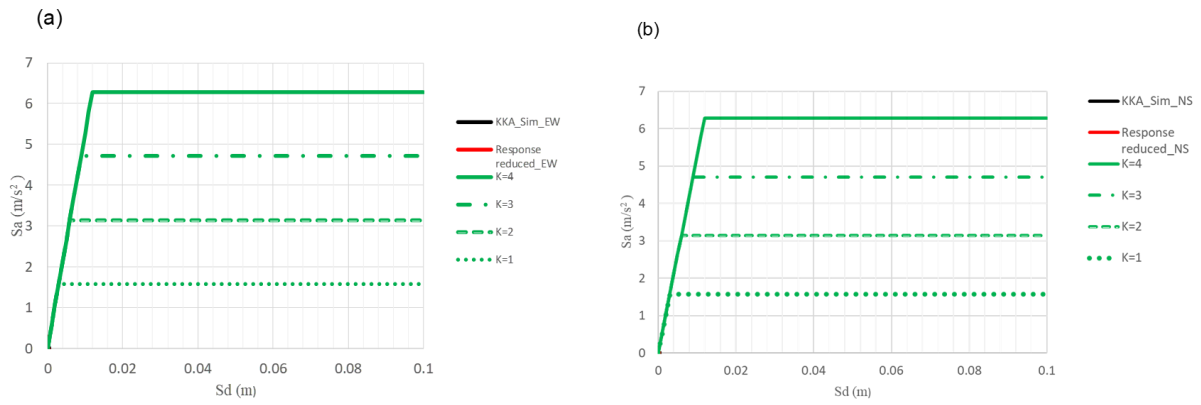 (a)
7
6
5
4
3
2
1
0
Sa (m/s²)
0 0.02 0.04 0.06 0.08 0.1
Sd (m)
KKA_Sim_EW
Response
reduced_EW
K=4
K=3
K=2
K=1
(b)
7
6
5
4
3
2
1
0
Sa (m/s²)
0 0.02 0.04 0.06 0.08 0.1
Sd (m)
KKA_Sim_NS
Response
reduced_NS
K=4
K=3
K=2
K=1